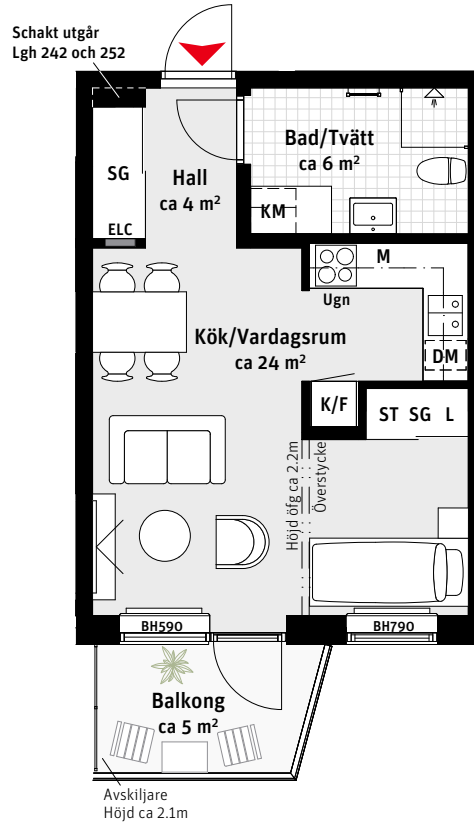 Schakt utgår
Lgh 242 och 252
Bad/Tvätt
ca 6 m²
SG
Hall
ca 4 m²
KM
ELC
M
Ugn
Kök/Vardagsrum
ca 24 m²
DM
K/F
ST SG L
Höjd öfg ca 2.2m
Överstycke
BH590
BH790
Balkong
ca 5 m²
Avskiljare
Höjd ca 2.1m